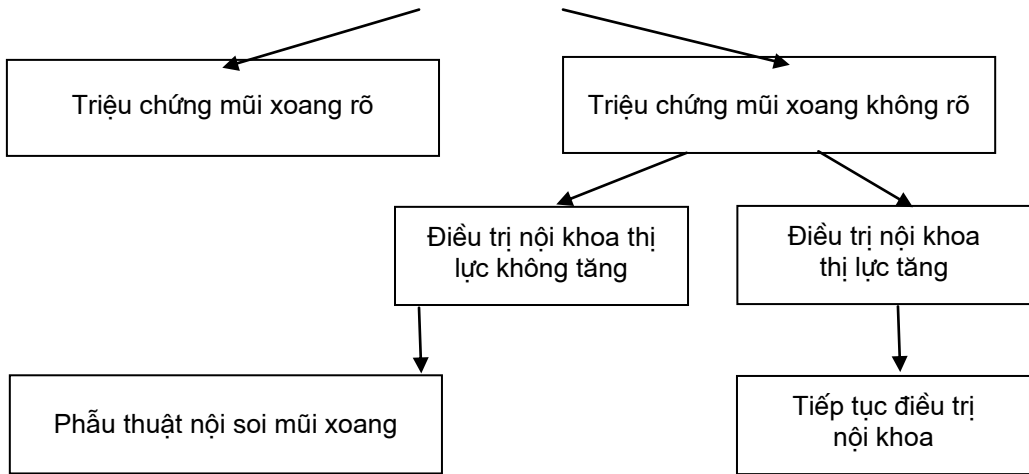 Triệu chứng mũi xoang rõ
Triệu chứng mũi xoang không rõ
Điều trị nội khoa thị
lực không tăng
Điều trị nội khoa
thị lực tăng
Phẫu thuật nội soi mũi xoang
Tiếp tục điều trị
nội khoa